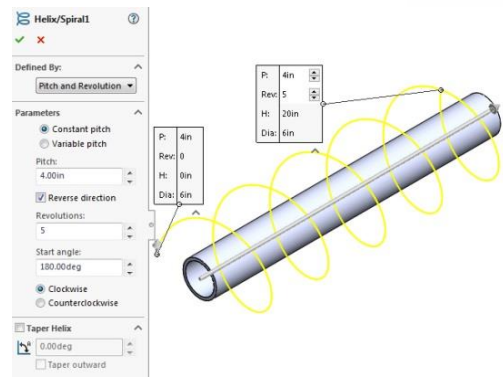 Helix/Spiral1
Defined By:
Pitch and Revolution
Parameters
Constant pitch
Variable pitch
Pitch:
4.00in
Reverse direction
Revolutions:
5
Start angle:
180.00deg
Clockwise
Counterclockwise
Taper Helix
0.00deg
Taper outward
P: 4in
Rev: 0
H: 0in
Dia: 6in
P: 4in
Rev: 5
H: 20in
Dia: 6in